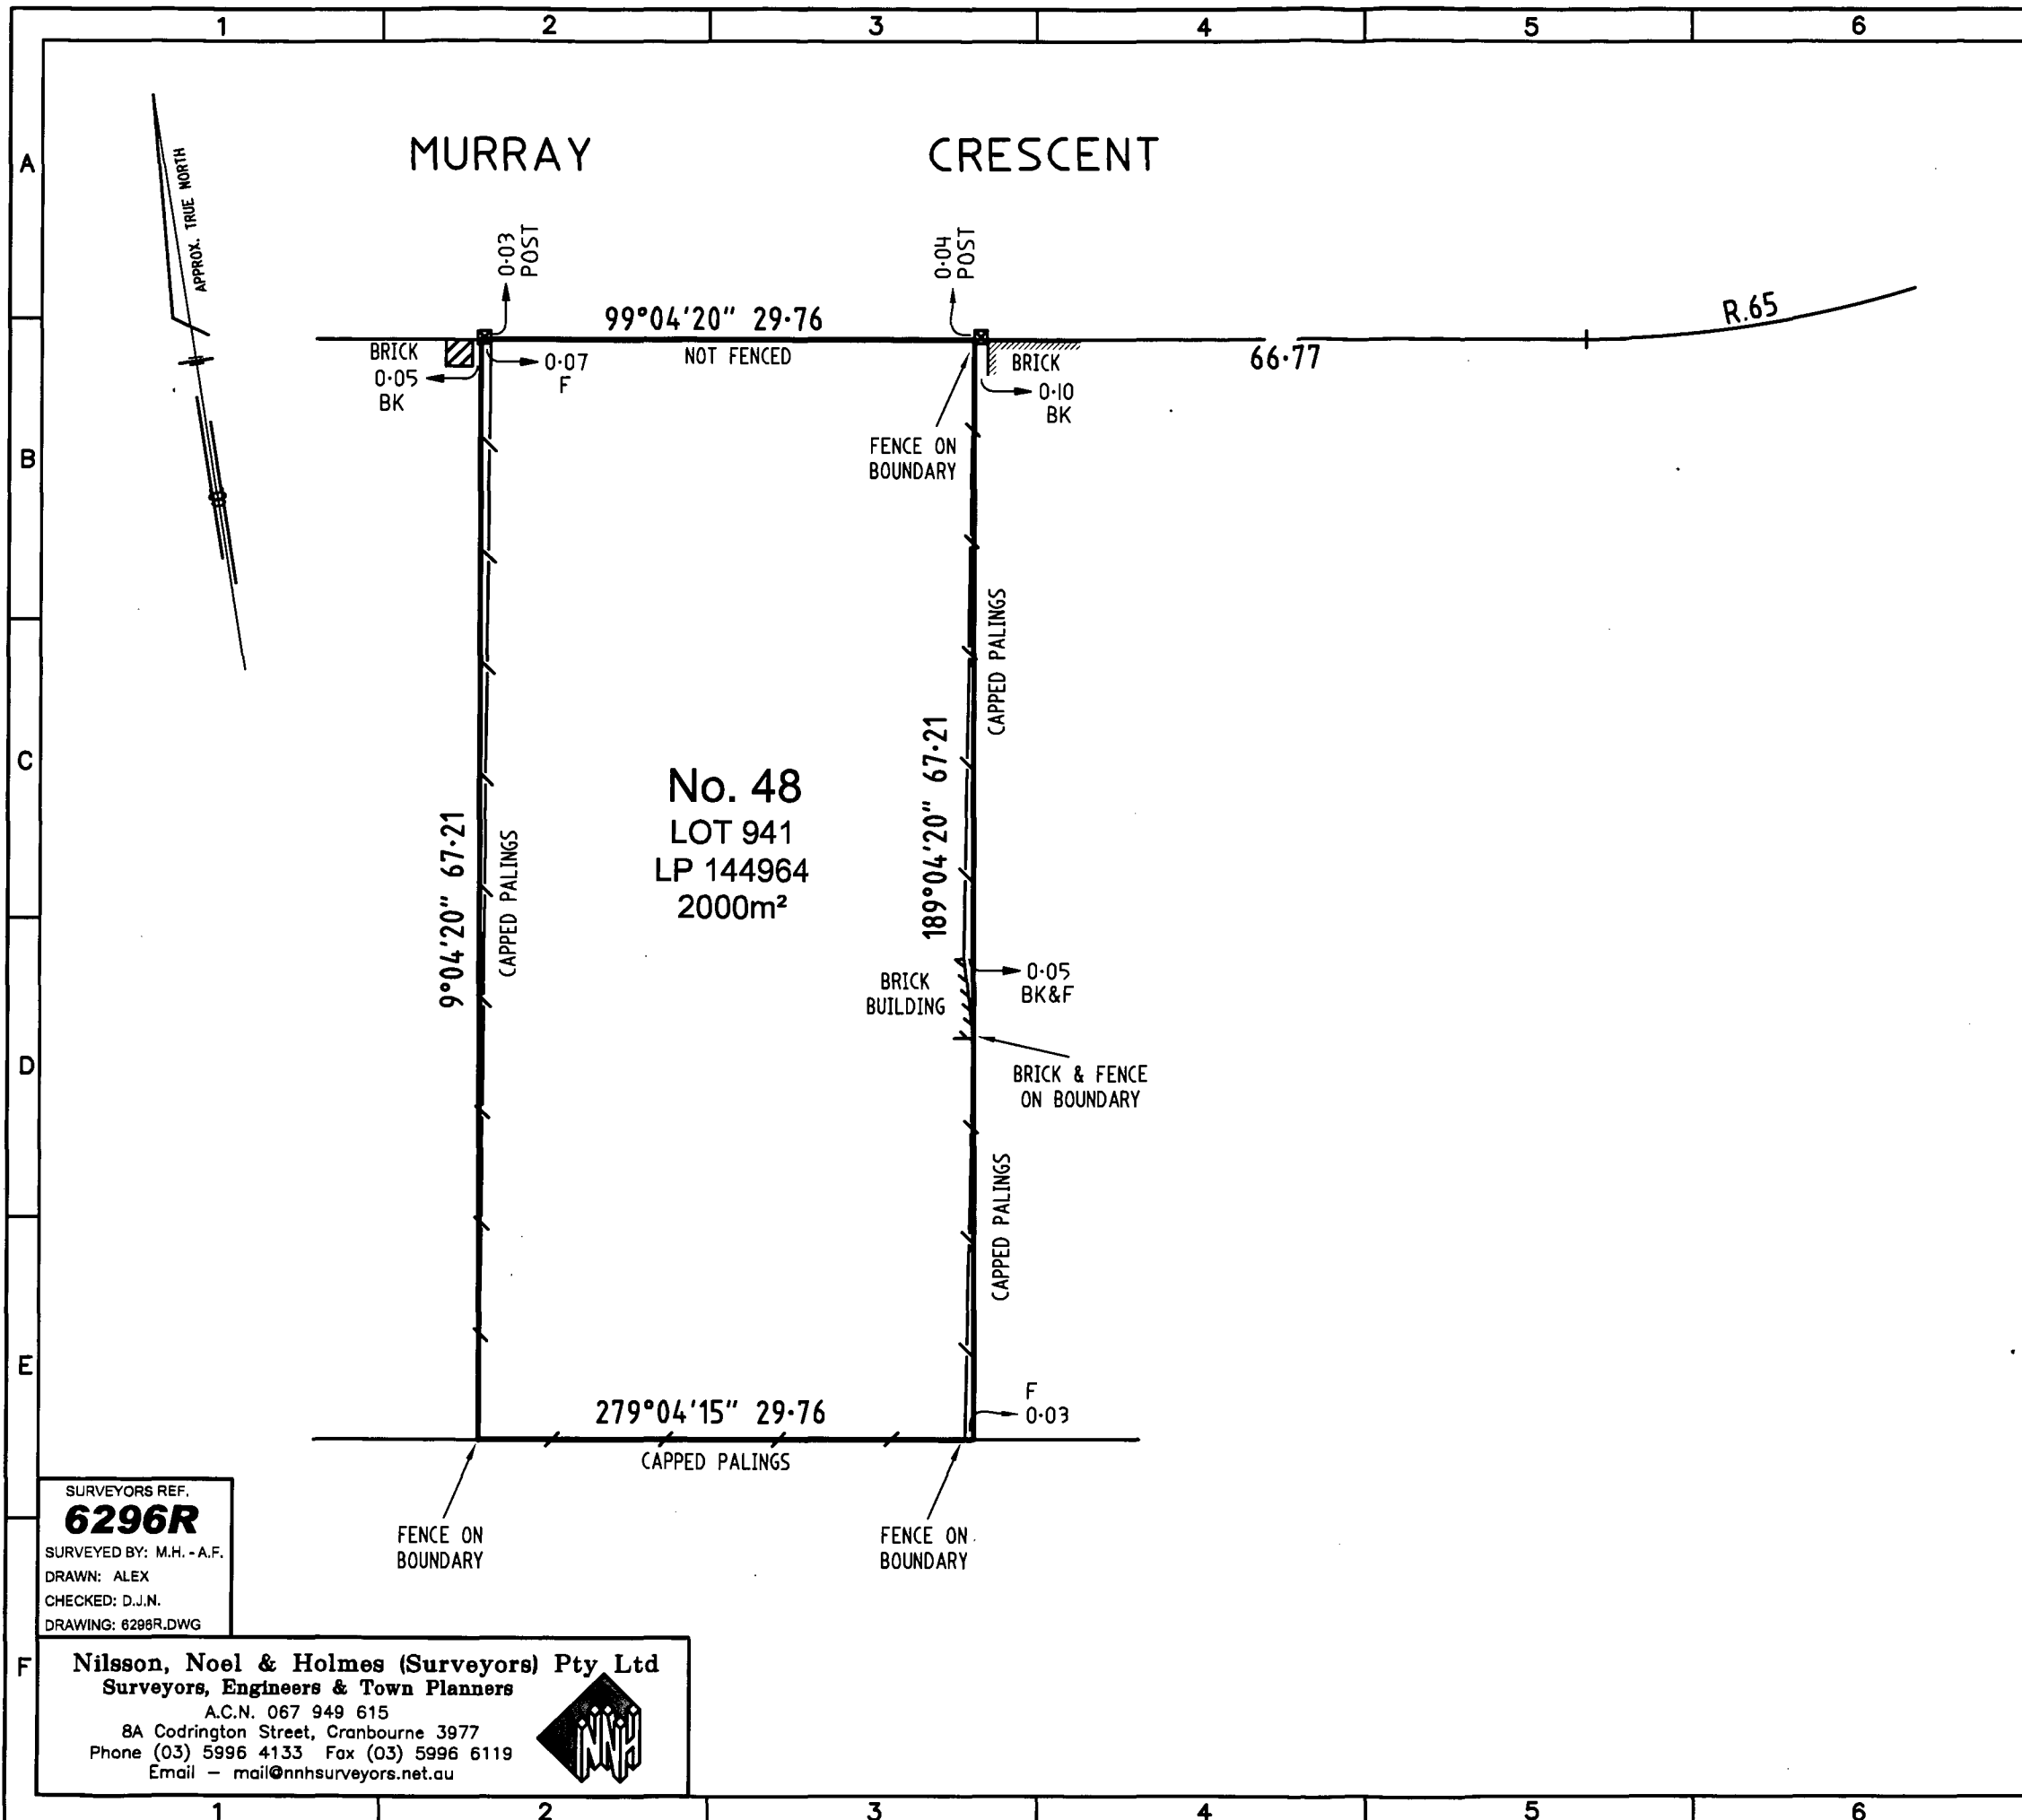 1 2 3 4 5 6
A
B
C
D
E
F
MURRAY CRESCENT
APPROX. TRUE NORTH
0·03
POST
0·04
POST
99°04'20" 29·76
NOT FENCED
R.65
66·77
BRICK
0·05
BK
0·07
F
BRICK
0·10
BK
FENCE ON
BOUNDARY
CAPPED PALINGS
189°04'20" 67·21
No. 48
LOT 941
LP 144964
2000m²
9°04'20" 67·21
CAPPED PALINGS
BRICK
BUILDING
0·05
BK&F
BRICK & FENCE
ON BOUNDARY
CAPPED PALINGS
F
0·03
279°04'15" 29·76
CAPPED PALINGS
FENCE ON
BOUNDARY
FENCE ON
BOUNDARY
SURVEYORS REF.
6296R
SURVEYED BY: M.H. - A.F.
DRAWN: ALEX
CHECKED: D.J.N.
DRAWING: 6296R.DWG
Nilsson, Noel & Holmes (Surveyors) Pty Ltd
Surveyors, Engineers & Town Planners
A.C.N. 067 949 615
8A Codrington Street, Cranbourne 3977
Phone (03) 5996 4133 Fax (03) 5996 6119
Email – mail@nnhsurveyors.net.au
NNH
1 2 3 4 5 6